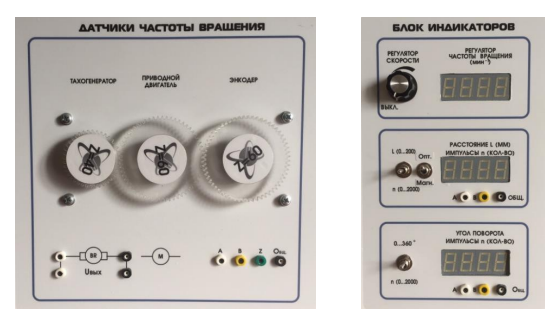 ДАТЧИКИ ЧАСТОТЫ ВРАЩЕНИЯ
ТАХОГЕНЕРАТОР
ПРИВОДНОЙ
ДВИГАТЕЛЬ
ЭНКОДЕР
BR
Uвых
M
A B Z Общ.
БЛОК ИНДИКАТОРОВ
РЕГУЛЯТОР
СКОРОСТИ
ВЫКЛ.
РЕГУЛЯТОР
ЧАСТОТЫ ВРАЩЕНИЯ
(мин⁻¹)
РАССТОЯНИЕ L (ММ)
ИМПУЛЬСЫ n (КОЛ-ВО)
L (0...200)
Опт.
Магн.
n (0...2000)
A B ОБЩ.
УГОЛ ПОВОРОТА
ИМПУЛЬСЫ n (КОЛ-ВО)
0...360°
n (0...2000)
A B Общ.